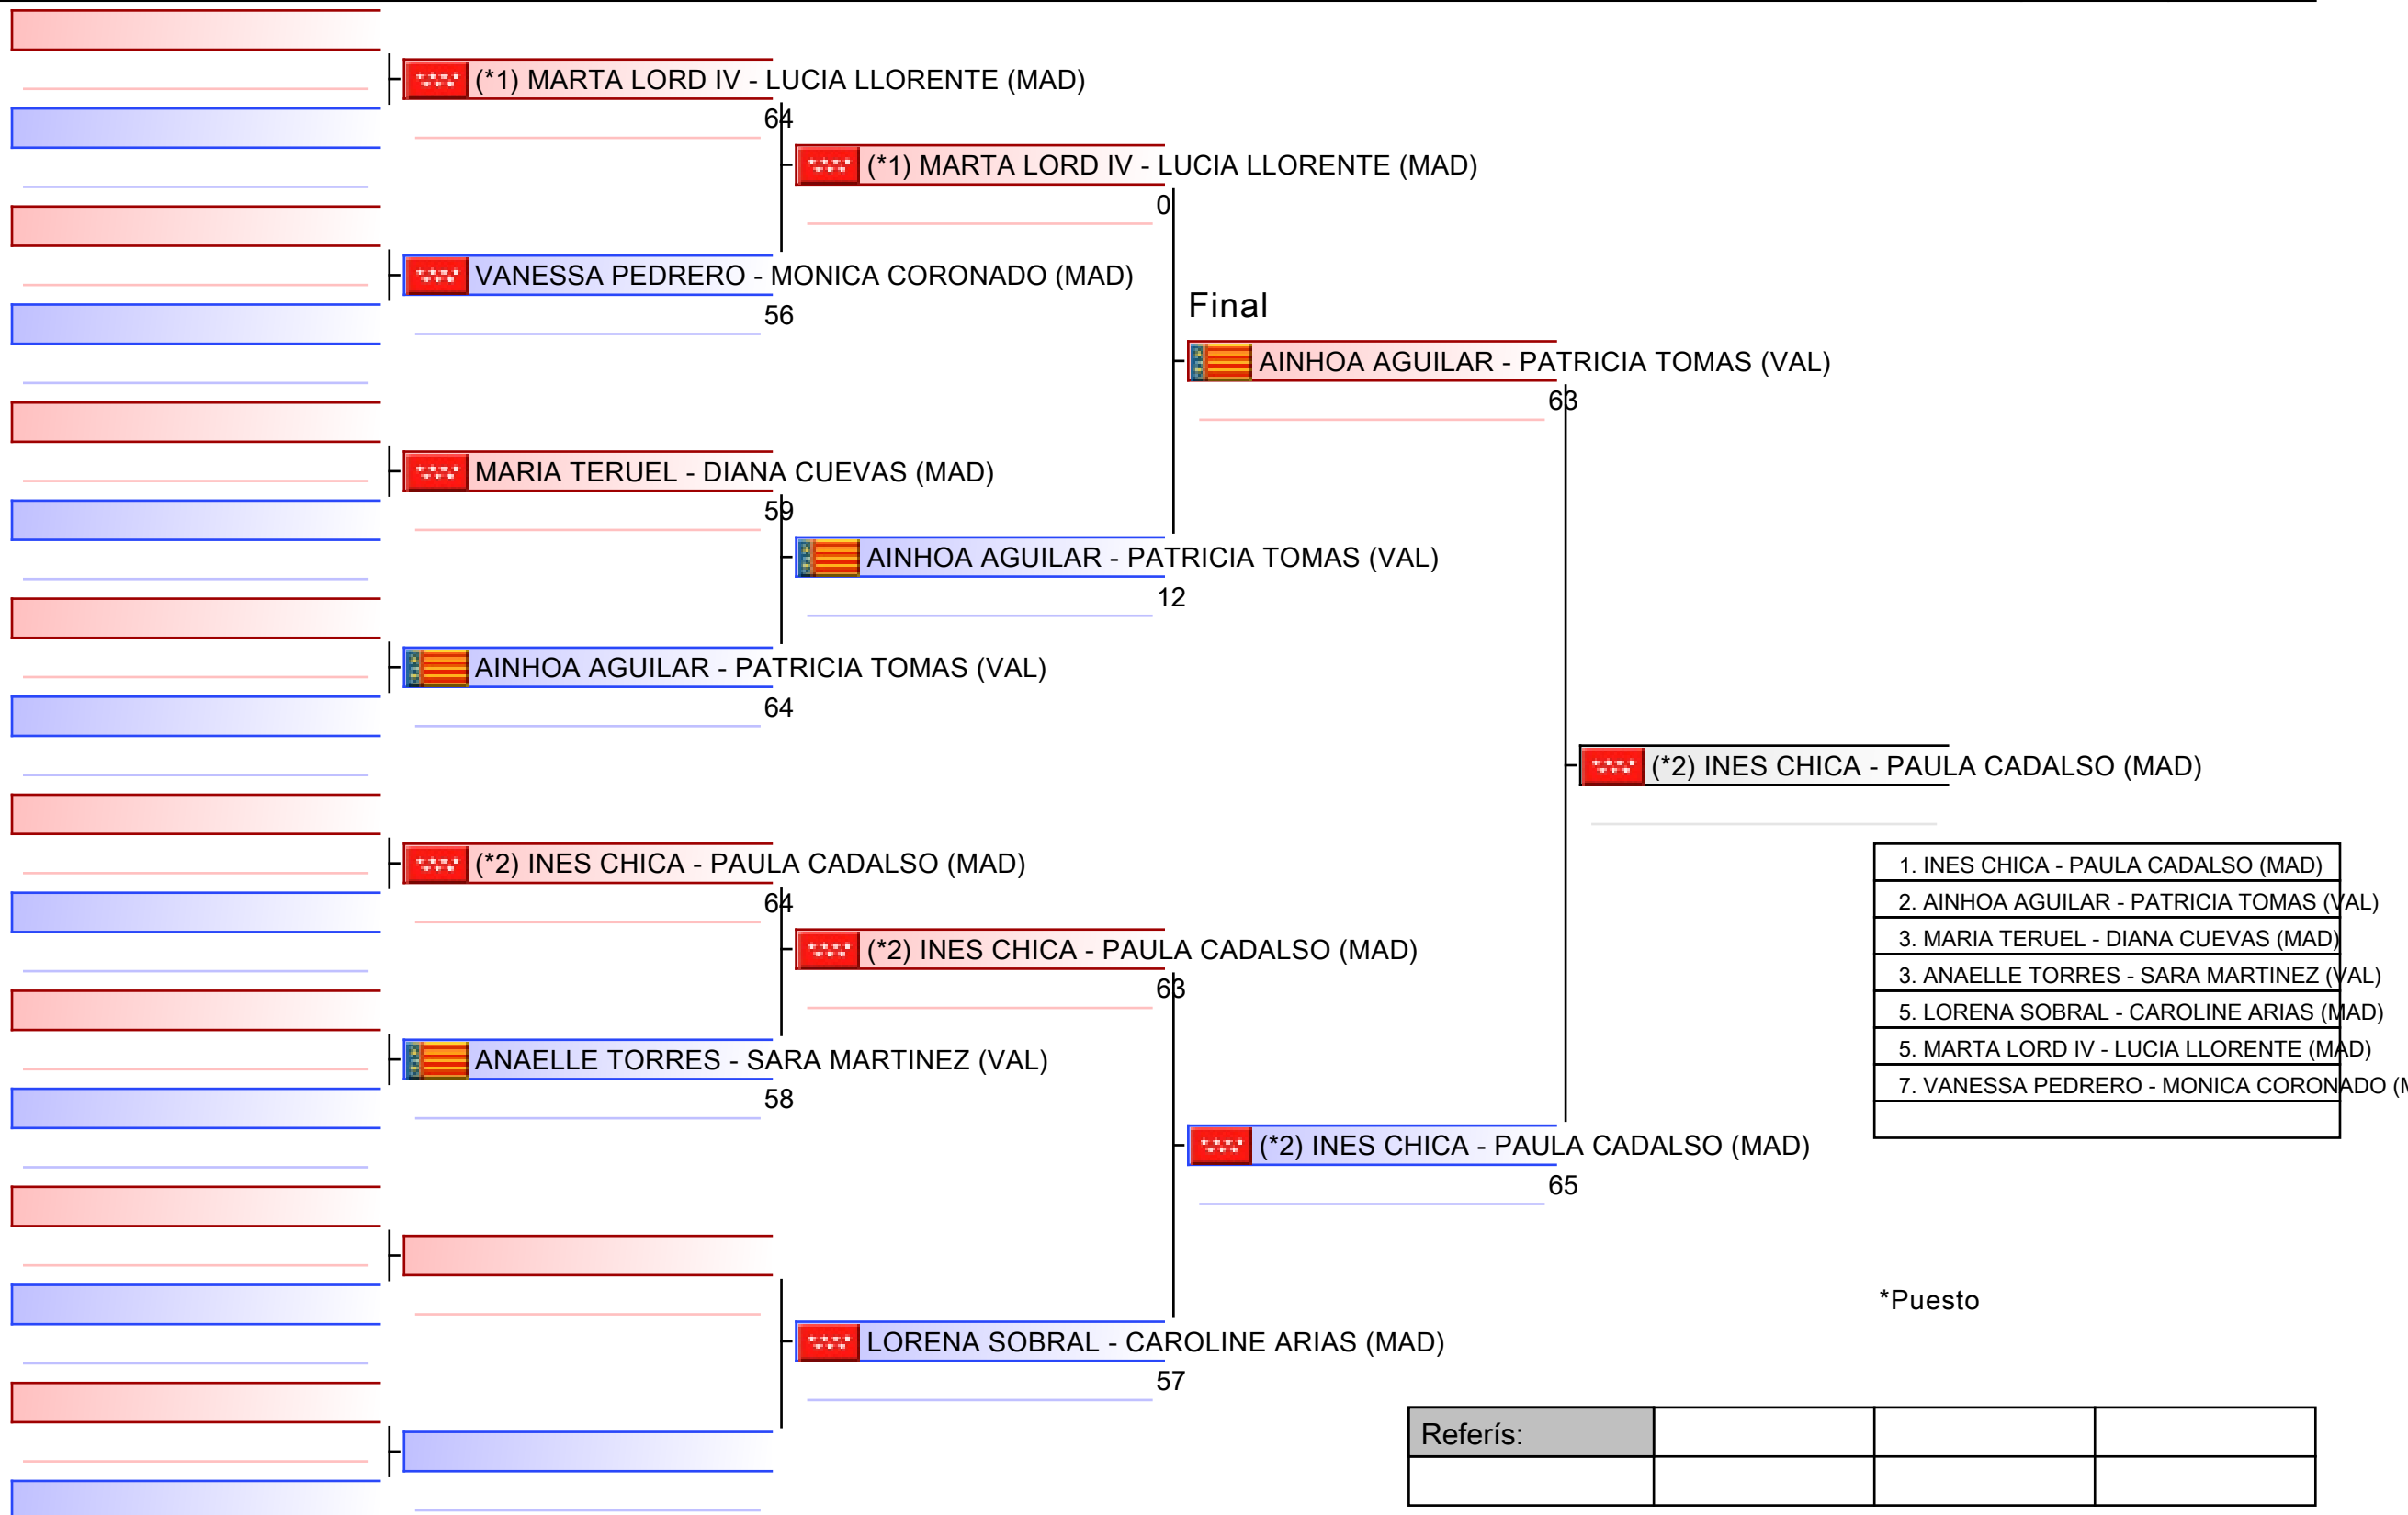 (*1) MARTA LORD IV - LUCIA LLORENTE (MAD)
64
(*1) MARTA LORD IV - LUCIA LLORENTE (MAD)
0
VANESSA PEDRERO - MONICA CORONADO (MAD)
56
Final
AINHOA AGUILAR - PATRICIA TOMAS (VAL)
63
MARIA TERUEL - DIANA CUEVAS (MAD)
59
AINHOA AGUILAR - PATRICIA TOMAS (VAL)
12
AINHOA AGUILAR - PATRICIA TOMAS (VAL)
64
(*2) INES CHICA - PAULA CADALSO (MAD)
(*2) INES CHICA - PAULA CADALSO (MAD)
64
(*2) INES CHICA - PAULA CADALSO (MAD)
63
ANAELLE TORRES - SARA MARTINEZ (VAL)
58
(*2) INES CHICA - PAULA CADALSO (MAD)
65
LORENA SOBRAL - CAROLINE ARIAS (MAD)
57
1. INES CHICA - PAULA CADALSO (MAD)
2. AINHOA AGUILAR - PATRICIA TOMAS (VAL)
3. MARIA TERUEL - DIANA CUEVAS (MAD)
3. ANAELLE TORRES - SARA MARTINEZ (VAL)
5. LORENA SOBRAL - CAROLINE ARIAS (MAD)
5. MARTA LORD IV - LUCIA LLORENTE (MAD)
7. VANESSA PEDRERO - MONICA CORONADO (
*Puesto
Referís: